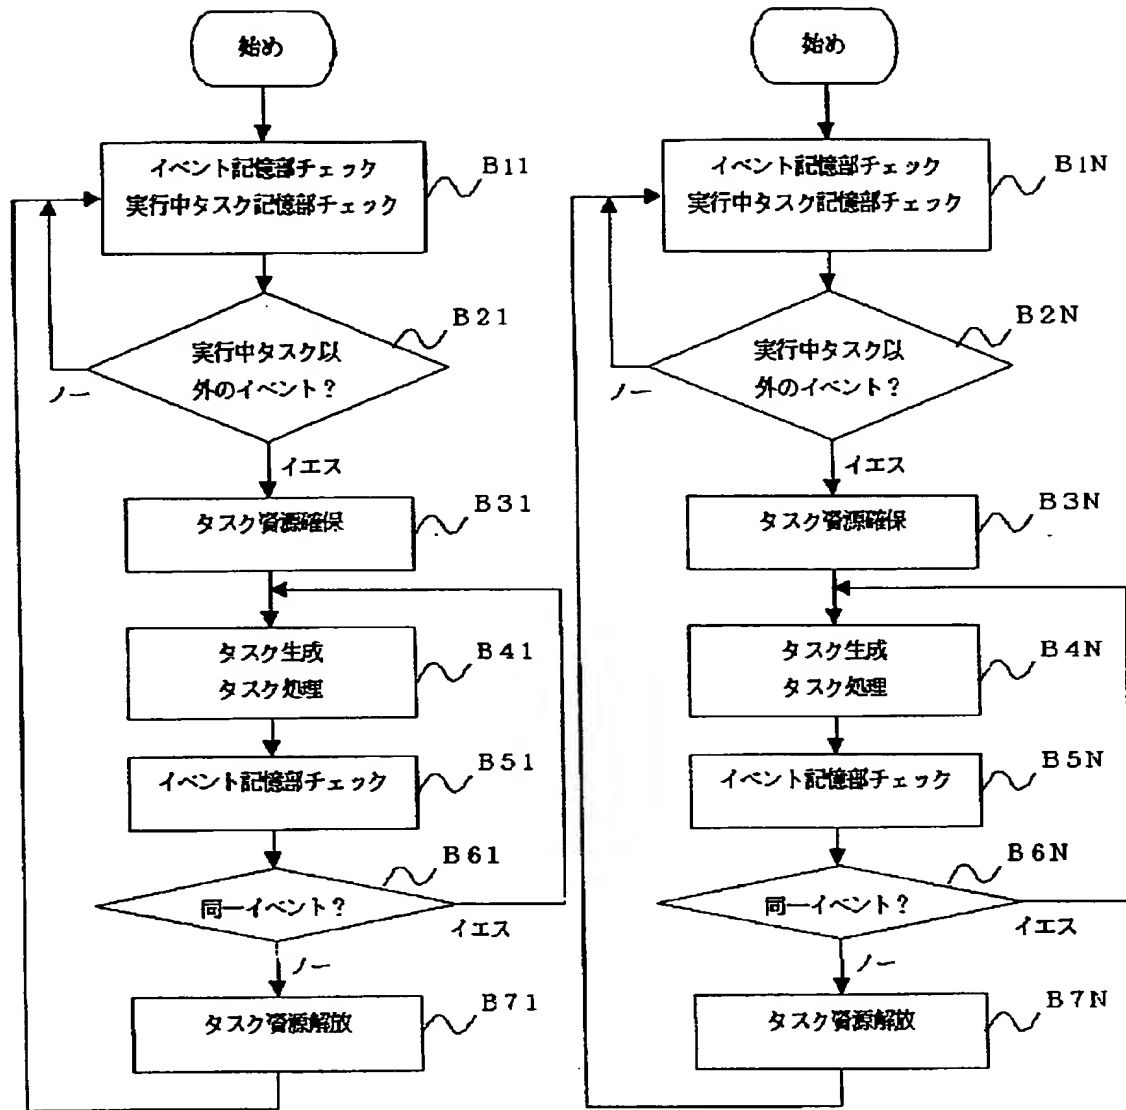 始め
イベント記憶部チェック
実行中タスク記憶部チェック
B11
実行中タスク以
外のイベント?
B21
ノー
イエス
タスク資源確保
B31
タスク生成
タスク処理
B41
イベント記憶部チェック
B51
同一イベント?
B61
イエス
ノー
タスク資源解放
B71
始め
イベント記憶部チェック
実行中タスク記憶部チェック
B1N
実行中タスク以
外のイベント?
B2N
ノー
イエス
タスク資源確保
B3N
タスク生成
タスク処理
B4N
イベント記憶部チェック
B5N
同一イベント?
B6N
イエス
ノー
タスク資源解放
B7N